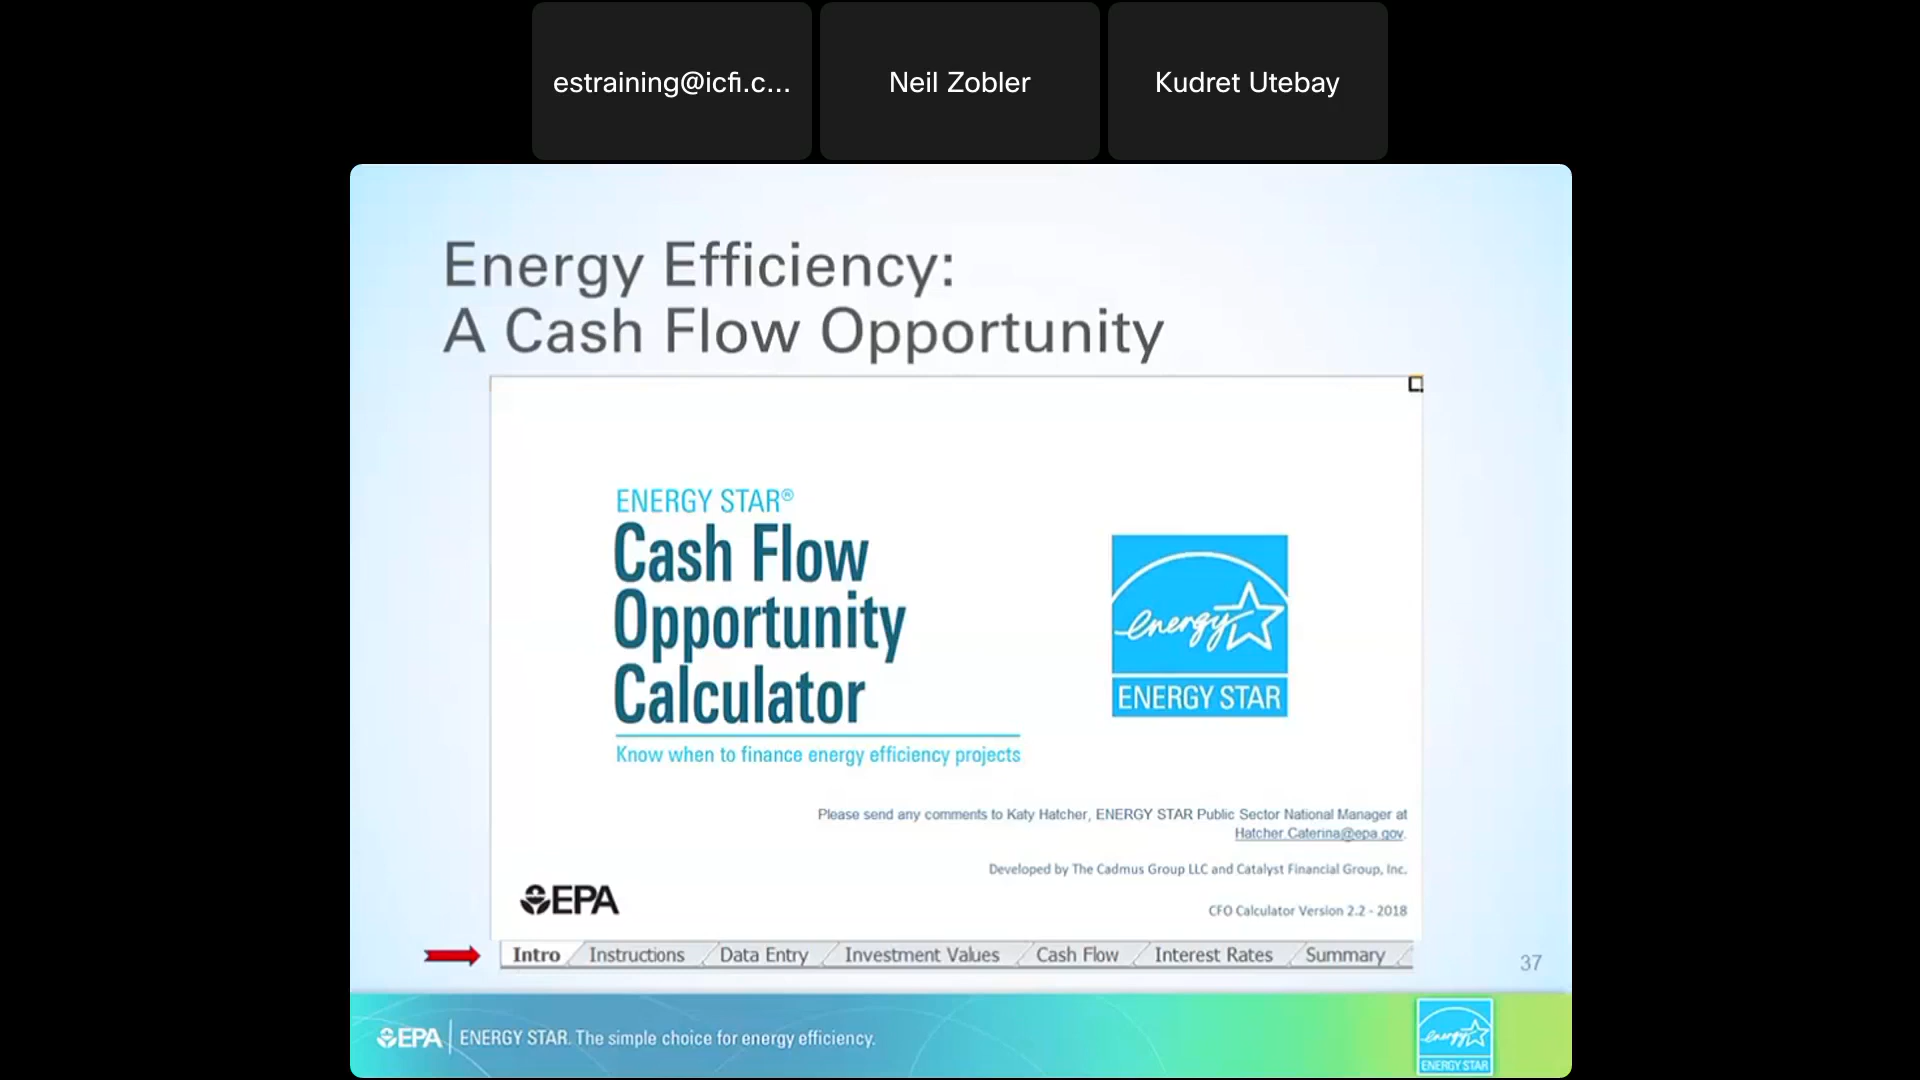 estraining@icfi.c...
Neil Zobler
Kudret Utebay
Energy Efficiency:
A Cash Flow Opportunity
ENERGY STAR®
Cash Flow
Opportunity
Calculator
Know when to finance energy efficiency projects
energy
ENERGY STAR
Please send any comments to Katy Hatcher, ENERGY STAR Public Sector National Manager at
Hatcher.Caterina@epa.gov.
Developed by The Cadmus Group LLC and Catalyst Financial Group, Inc.
EPA
CFO Calculator Version 2.2 - 2018
Intro Instructions Data Entry Investment Values Cash Flow Interest Rates Summary
37
EPA ENERGY STAR. The simple choice for energy efficiency.
energy
ENERGY STAR